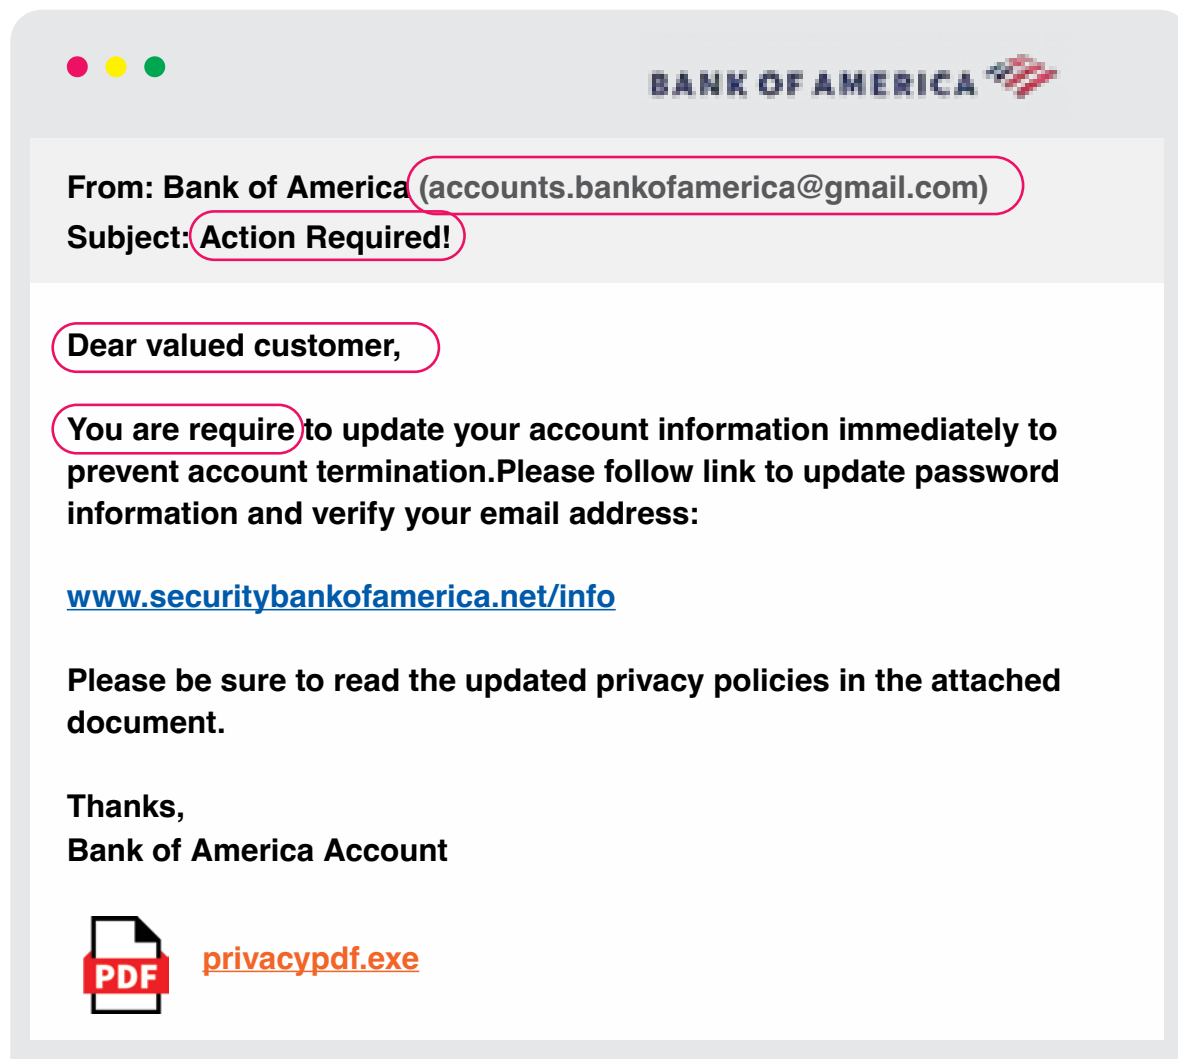 BANK OF AMERICA
From: Bank of America (accounts.bankofamerica@gmail.com)
Subject: Action Required!
Dear valued customer,
You are require to update your account information immediately to
prevent account termination.Please follow link to update password
information and verify your email address:
www.securitybankofamerica.net/info
Please be sure to read the updated privacy policies in the attached
document.
Thanks,
Bank of America Account
PDF
privacypdf.exe